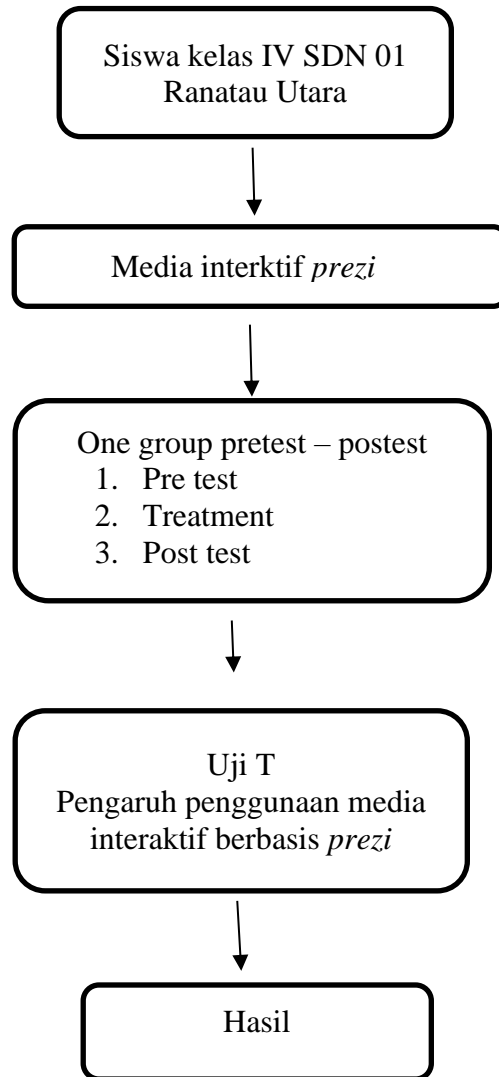 Siswa kelas IV SDN 01
Ranatau Utara
Media interktif prezi
One group pretest – postest
1. Pre test
2. Treatment
3. Post test
Uji T
Pengaruh penggunaan media
interaktif berbasis prezi
Hasil